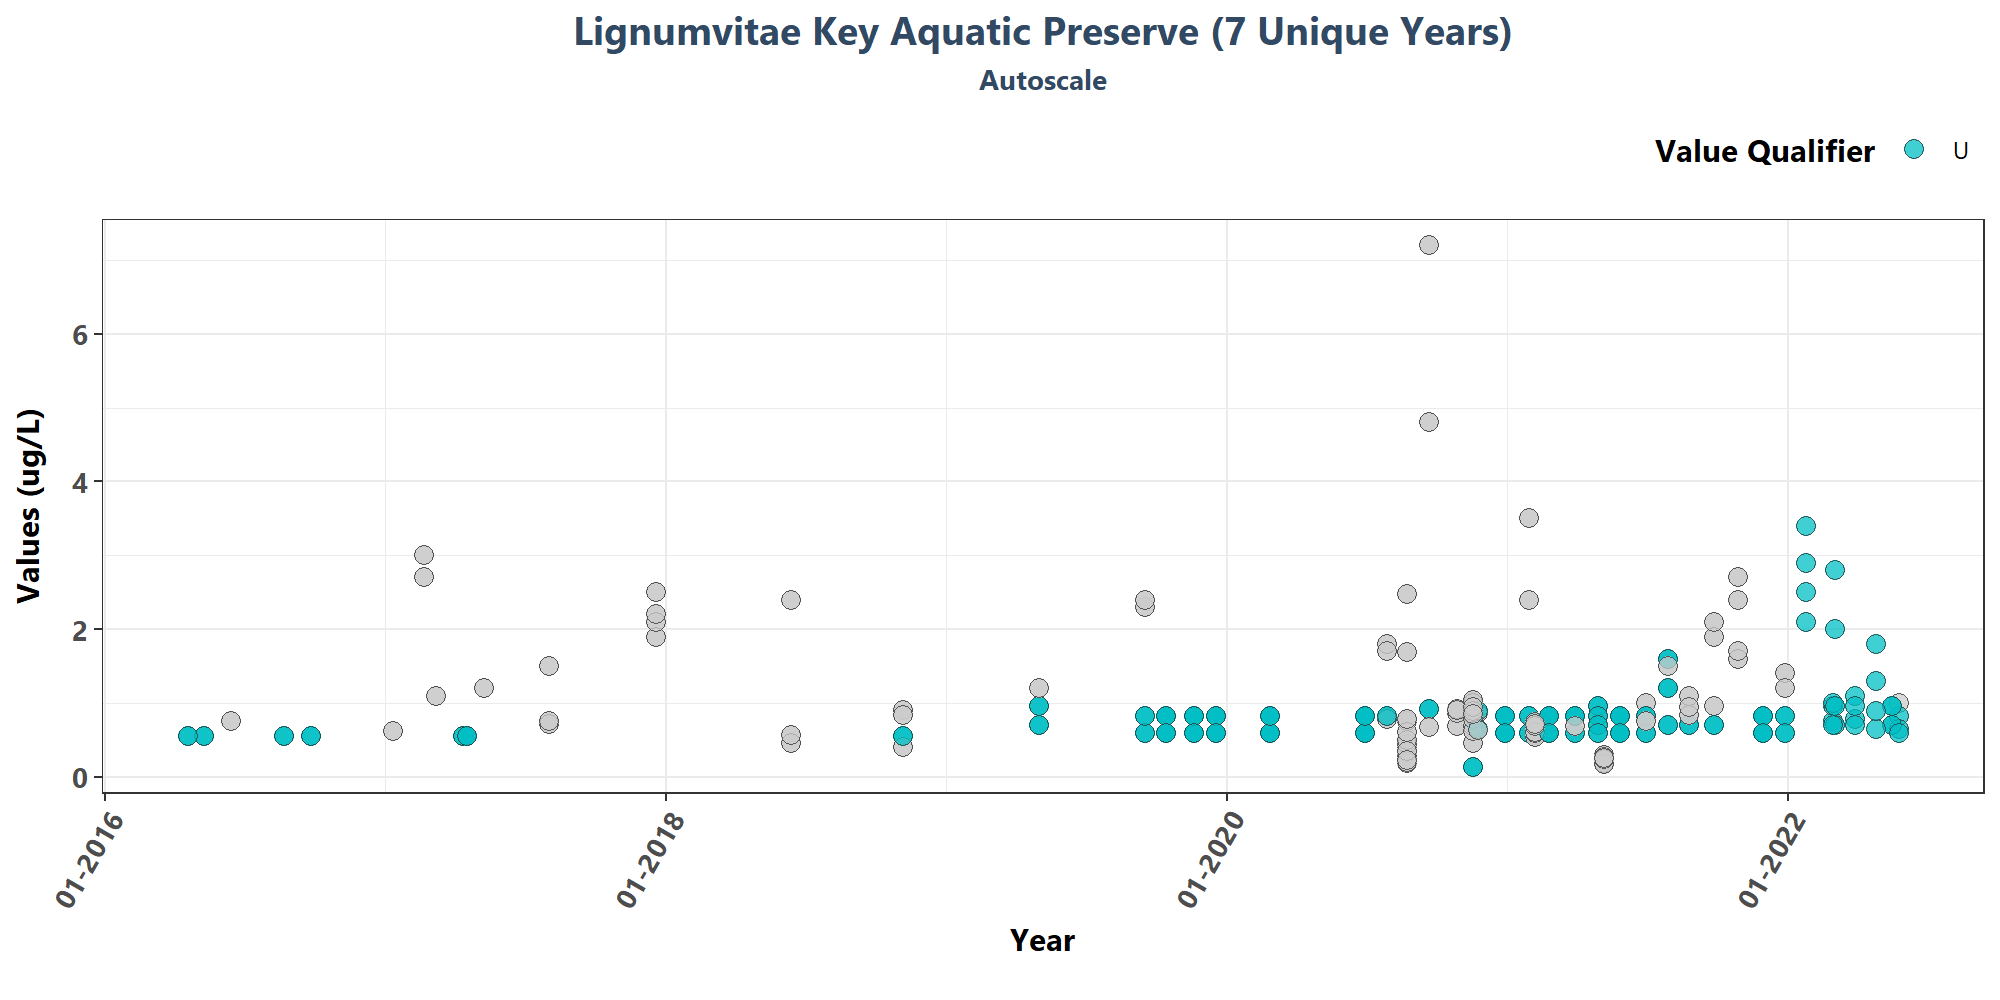 Lignumvitae Key Aquatic Preserve (7 Unique Years)
Autoscale
Value Qualifier U
Values (ug/L)
6
4
2
0
01-2016
01-2018
01-2020
01-2022
Year